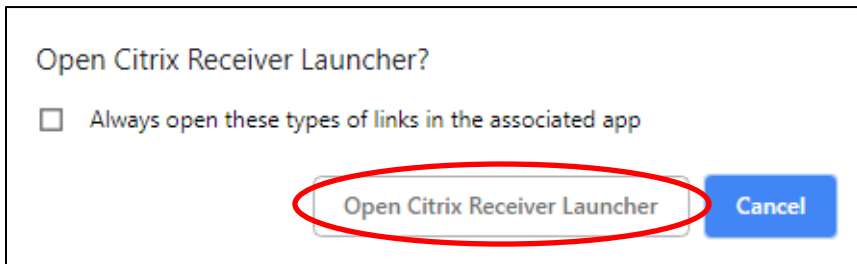 Open Citrix Receiver Launcher?
Always open these types of links in the associated app
Open Citrix Receiver Launcher
Cancel